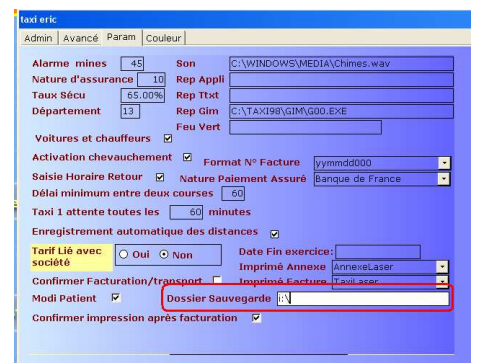 taxi eric
Admin Avancé Param Couleur
Alarme mines 45 Son C:\WINDOWS\MEDIA\Chimes.wav
Nature d'assurance 10 Rep Appli
Taux Sécu 65.00% Rep Ttxt
Département 13 Rep Gim C:\TAXI98\GIM\G00.EXE
Feu Vert
Voitures et chauffeurs
Activation chevauchement Format N° Facture yymmdd000
Saisie Horaire Retour Nature Paiement Assuré Banque de France
Délai minimum entre deux courses 60
Taxi 1 attente toutes les 60 minutes
Enregistrement automatique des distances
Tarif Lié avec société Oui Non Date Fin exercice:
Imprimé Annexe AnnexeLaser
Confirmer Facturation/transport Imprimé Facture TaxiLaser
Modi Patient Dossier Sauvegarde i:\
Confirmer impression après facturation